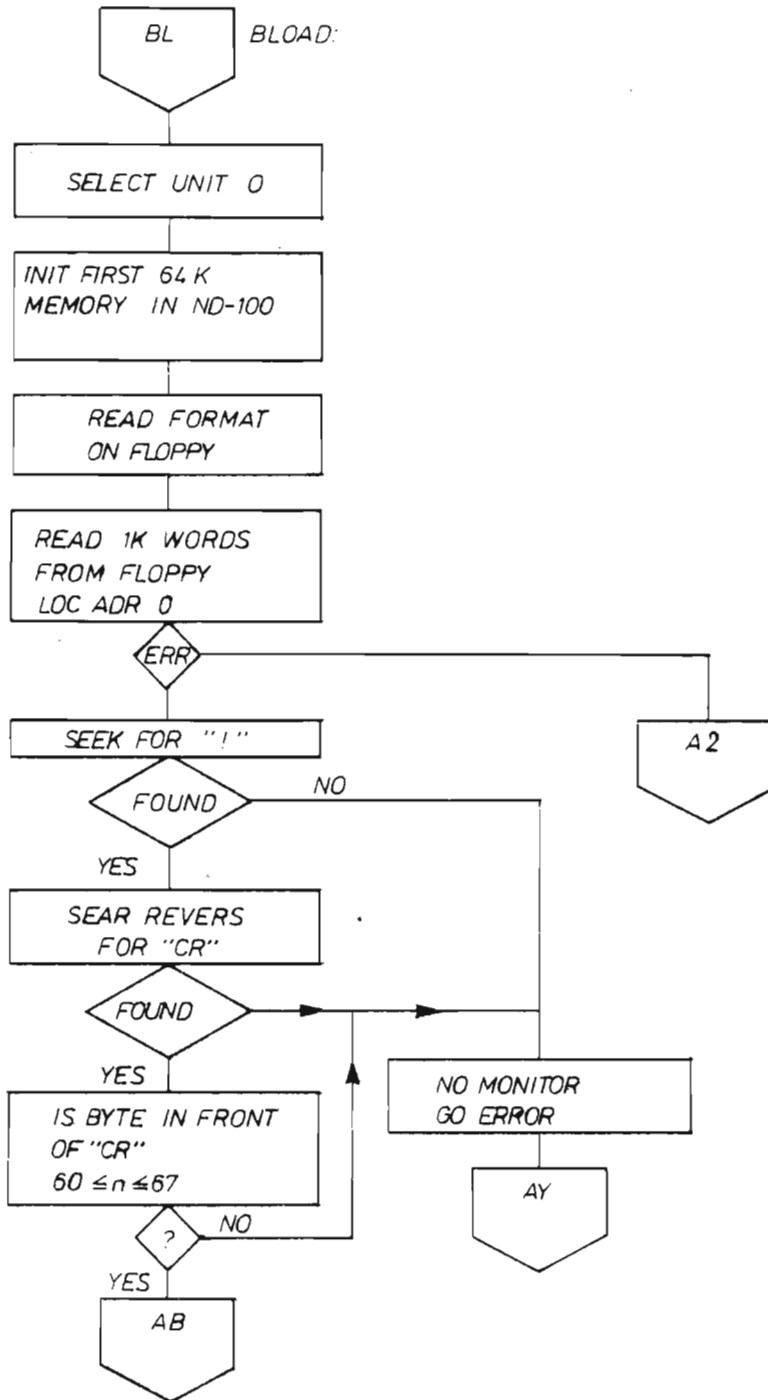 BL
BLOAD:
SELECT UNIT 0
INIT FIRST 64K
MEMORY IN ND-100
READ FORMAT
ON FLOPPY
READ 1K WORDS
FROM FLOPPY
LOC ADR 0
ERR
A2
SEEK FOR "!"
FOUND
NO
YES
SEAR REVERS
FOR "CR"
FOUND
YES
NO MONITOR
GO ERROR
AY
IS BYTE IN FRONT
OF "CR"
60 ≤ n ≤ 67
?
NO
YES
AB